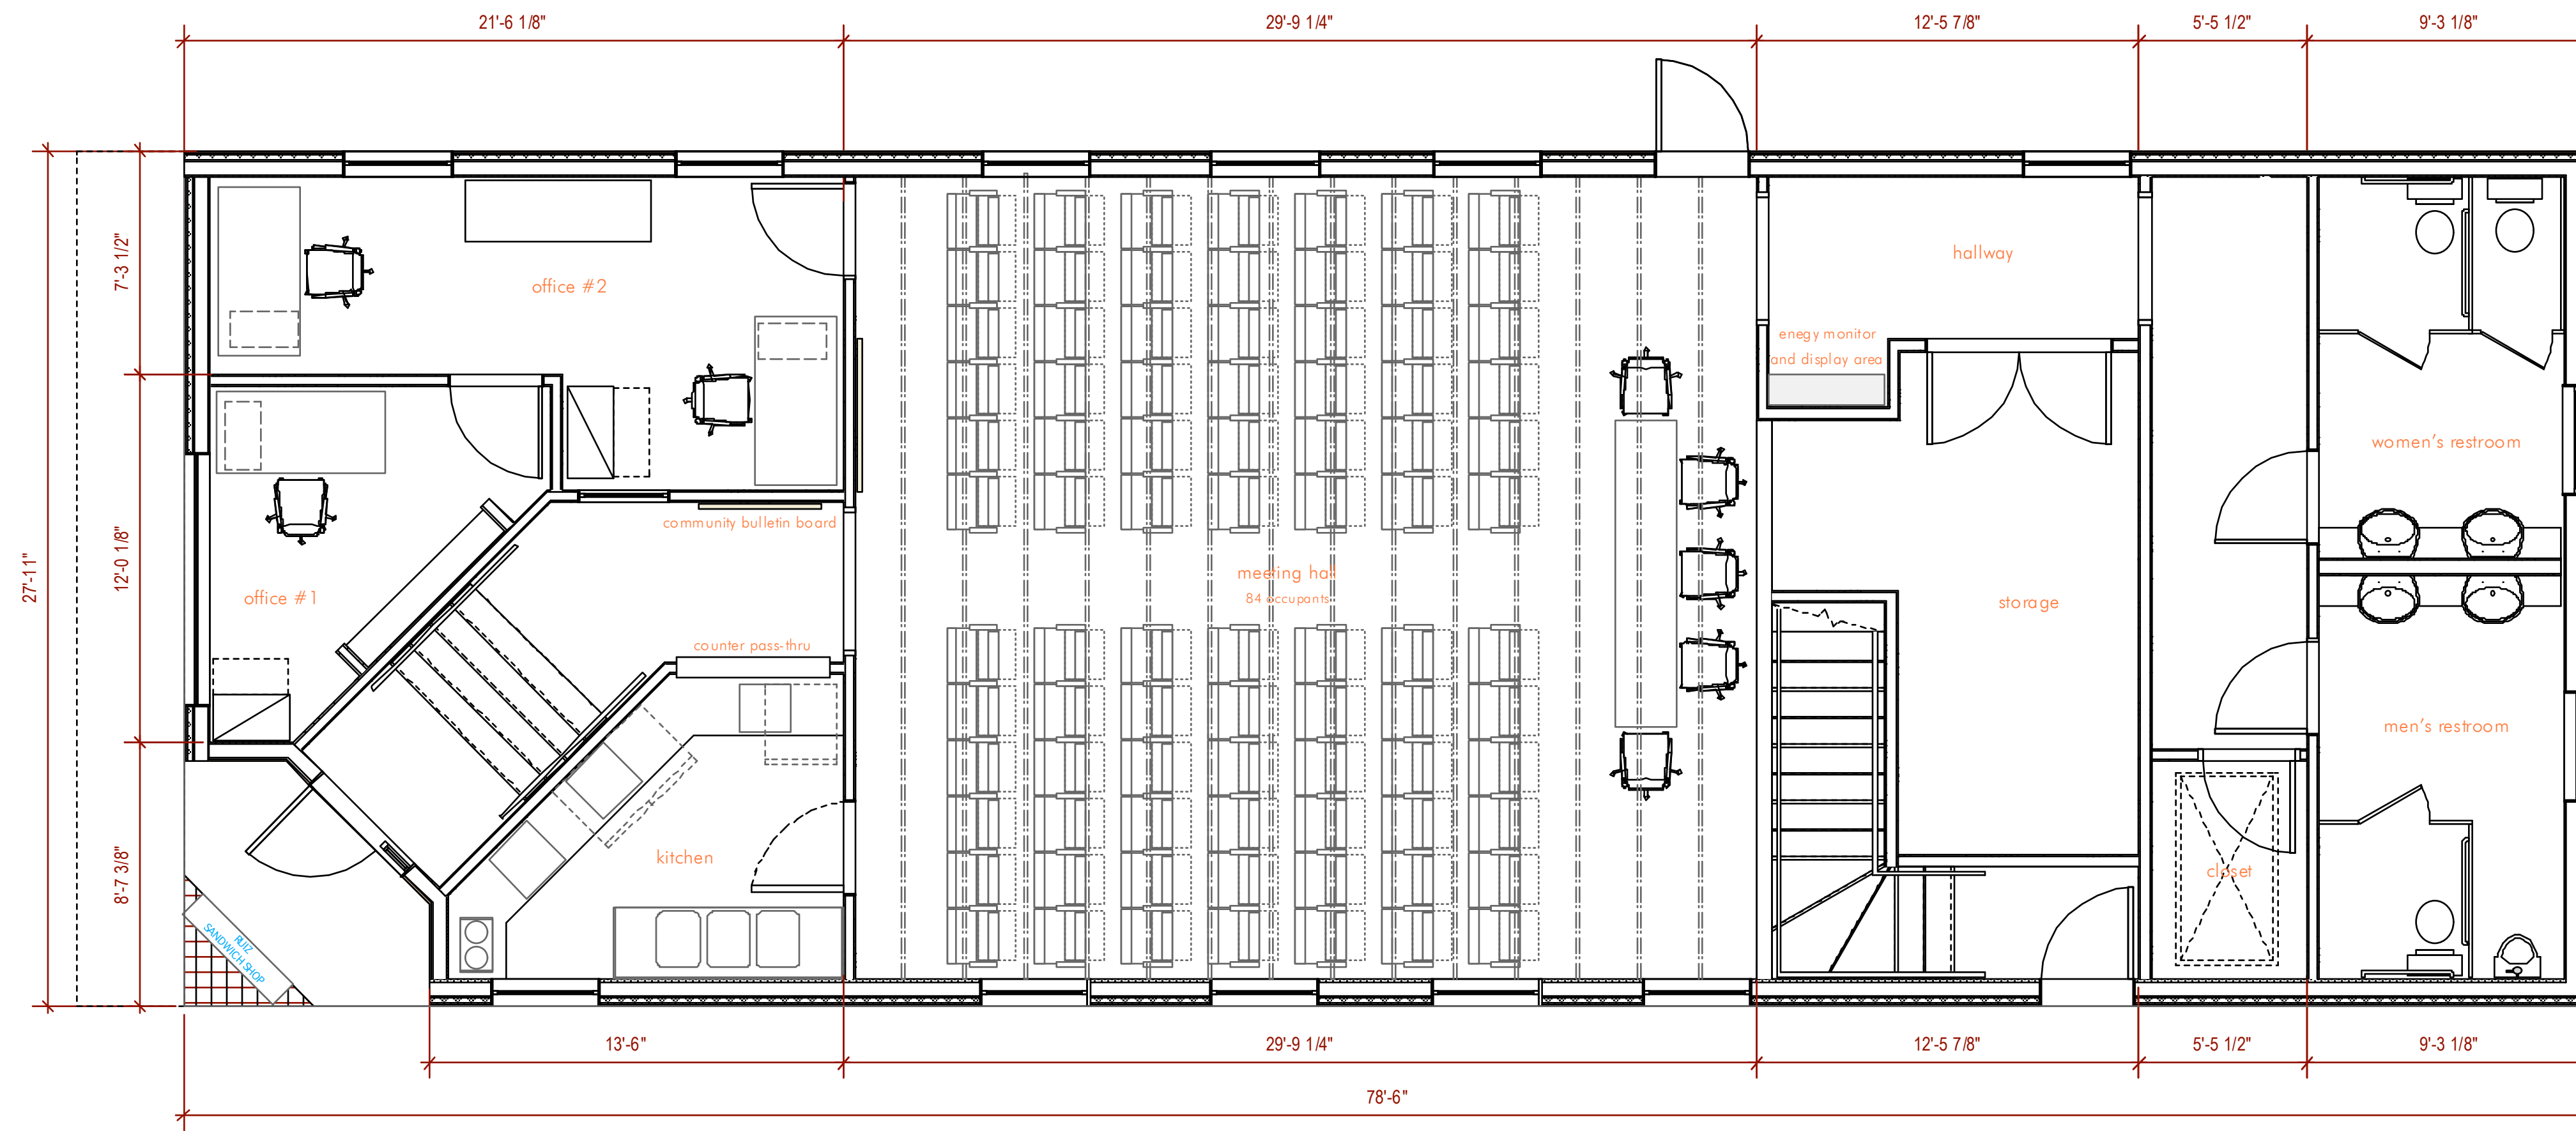 21'-6 1/8"
29'-9 1/4"
12'-5 7/8"
5'-5 1/2"
9'-3 1/8"
27'-11"
7'-3 1/2"
12'-0 1/8"
8'-7 3/8"
office #2
hallway
enegy monitor
and display area
women's restroom
community bulletin board
meeting hall
84 occupants
office #1
storage
counter pass-thru
men's restroom
kitchen
closet
RUIZ
SANDWICH SHOP
13'-6"
29'-9 1/4"
12'-5 7/8"
5'-5 1/2"
9'-3 1/8"
78'-6"